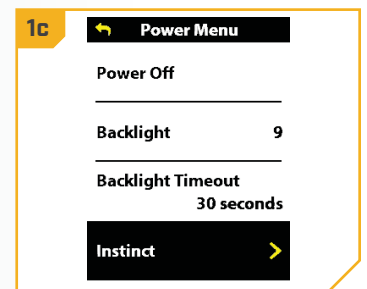 1c
Power Menu
Power Off
Backlight 9
Backlight Timeout
30 seconds
Instinct